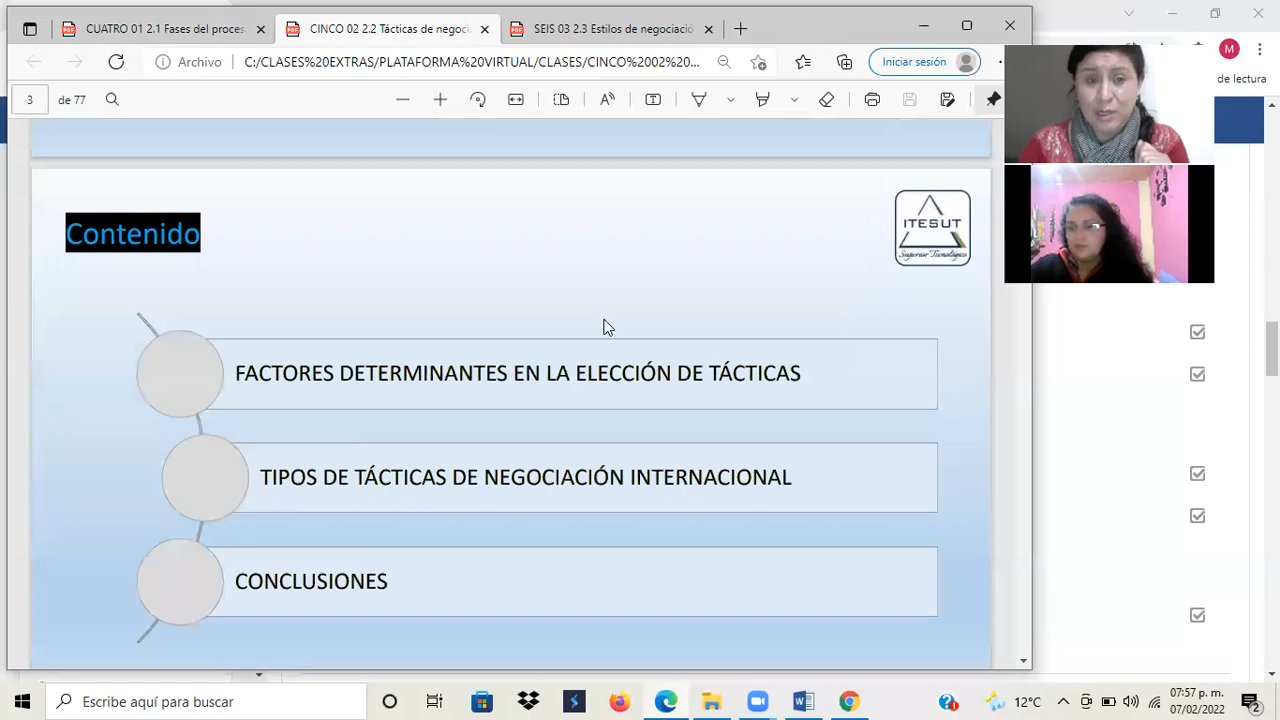 CUATRO 01 2.1 Fases del proces
CINCO 02 2.2 Tácticas de negoci
SEIS 03 2.3 Estilos de negociació
Archivo
C:/CLASES%20EXTRAS/PLATAFORMA%20VIRTUAL/CLASES/CINCO%2002%20...
Iniciar sesión
M
de lectura
3
de 77
Contenido
ITESUT
Superior Tecnológico
FACTORES DETERMINANTES EN LA ELECCIÓN DE TÁCTICAS
TIPOS DE TÁCTICAS DE NEGOCIACIÓN INTERNACIONAL
CONCLUSIONES
Escribe aquí para buscar
12°C
07:57 p. m.
07/02/2022
2